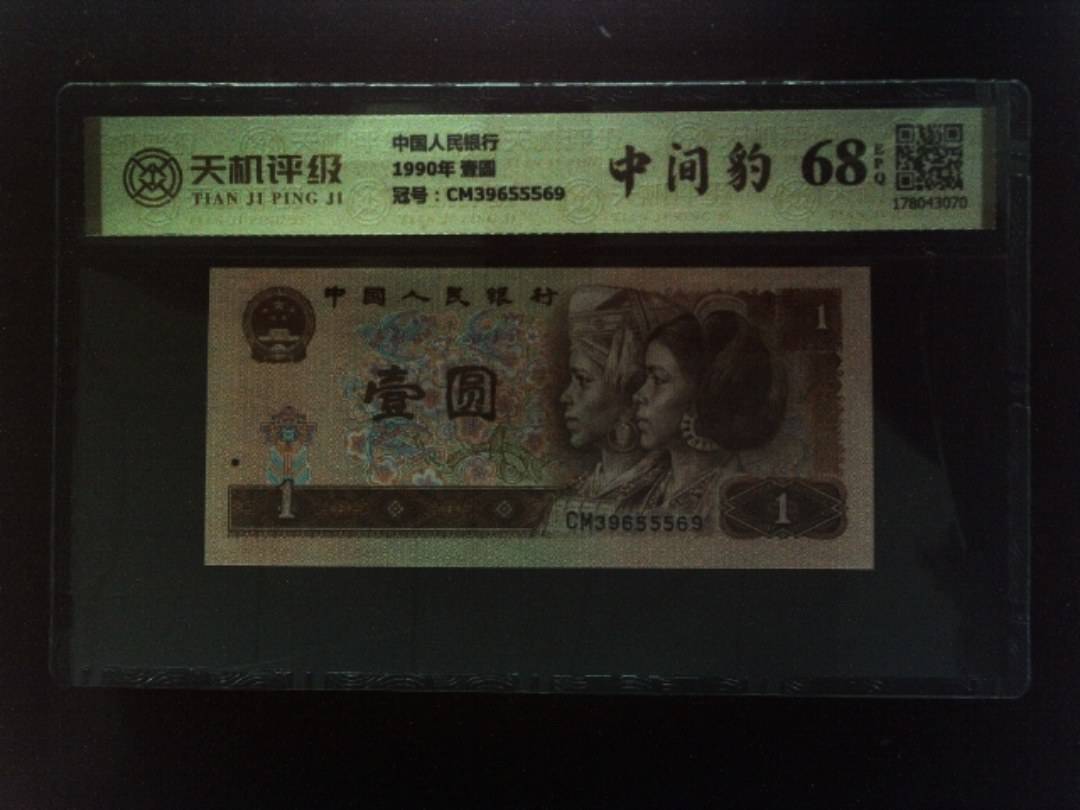 天机评级
TIAN JI PING JI
中国人民银行
1990年 壹圆
冠号：CM39655569
中间豹
68
EPQ
178043070
中国人民银行
1
壹圆
1
CM39655569
1